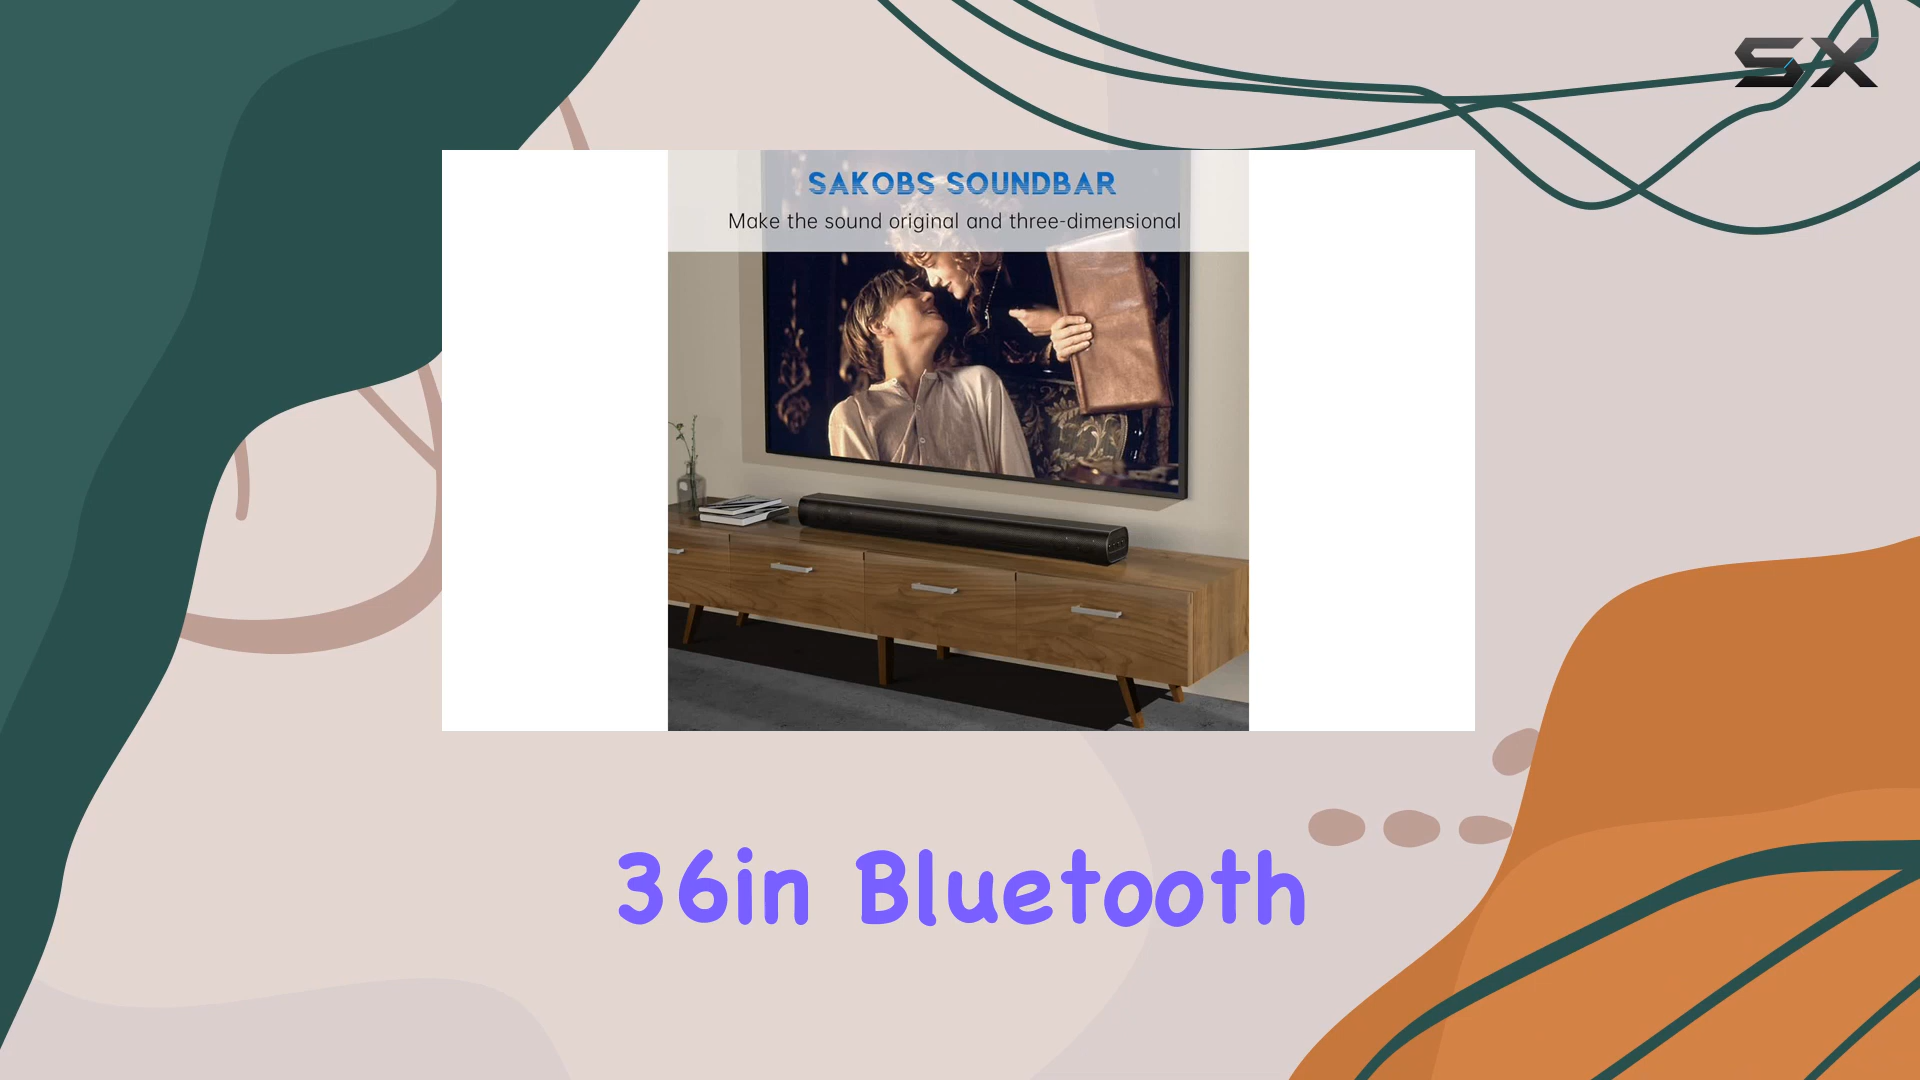 SX
SAKOBS SOUNDBAR
Make the sound original and three-dimensional
36in Bluetooth